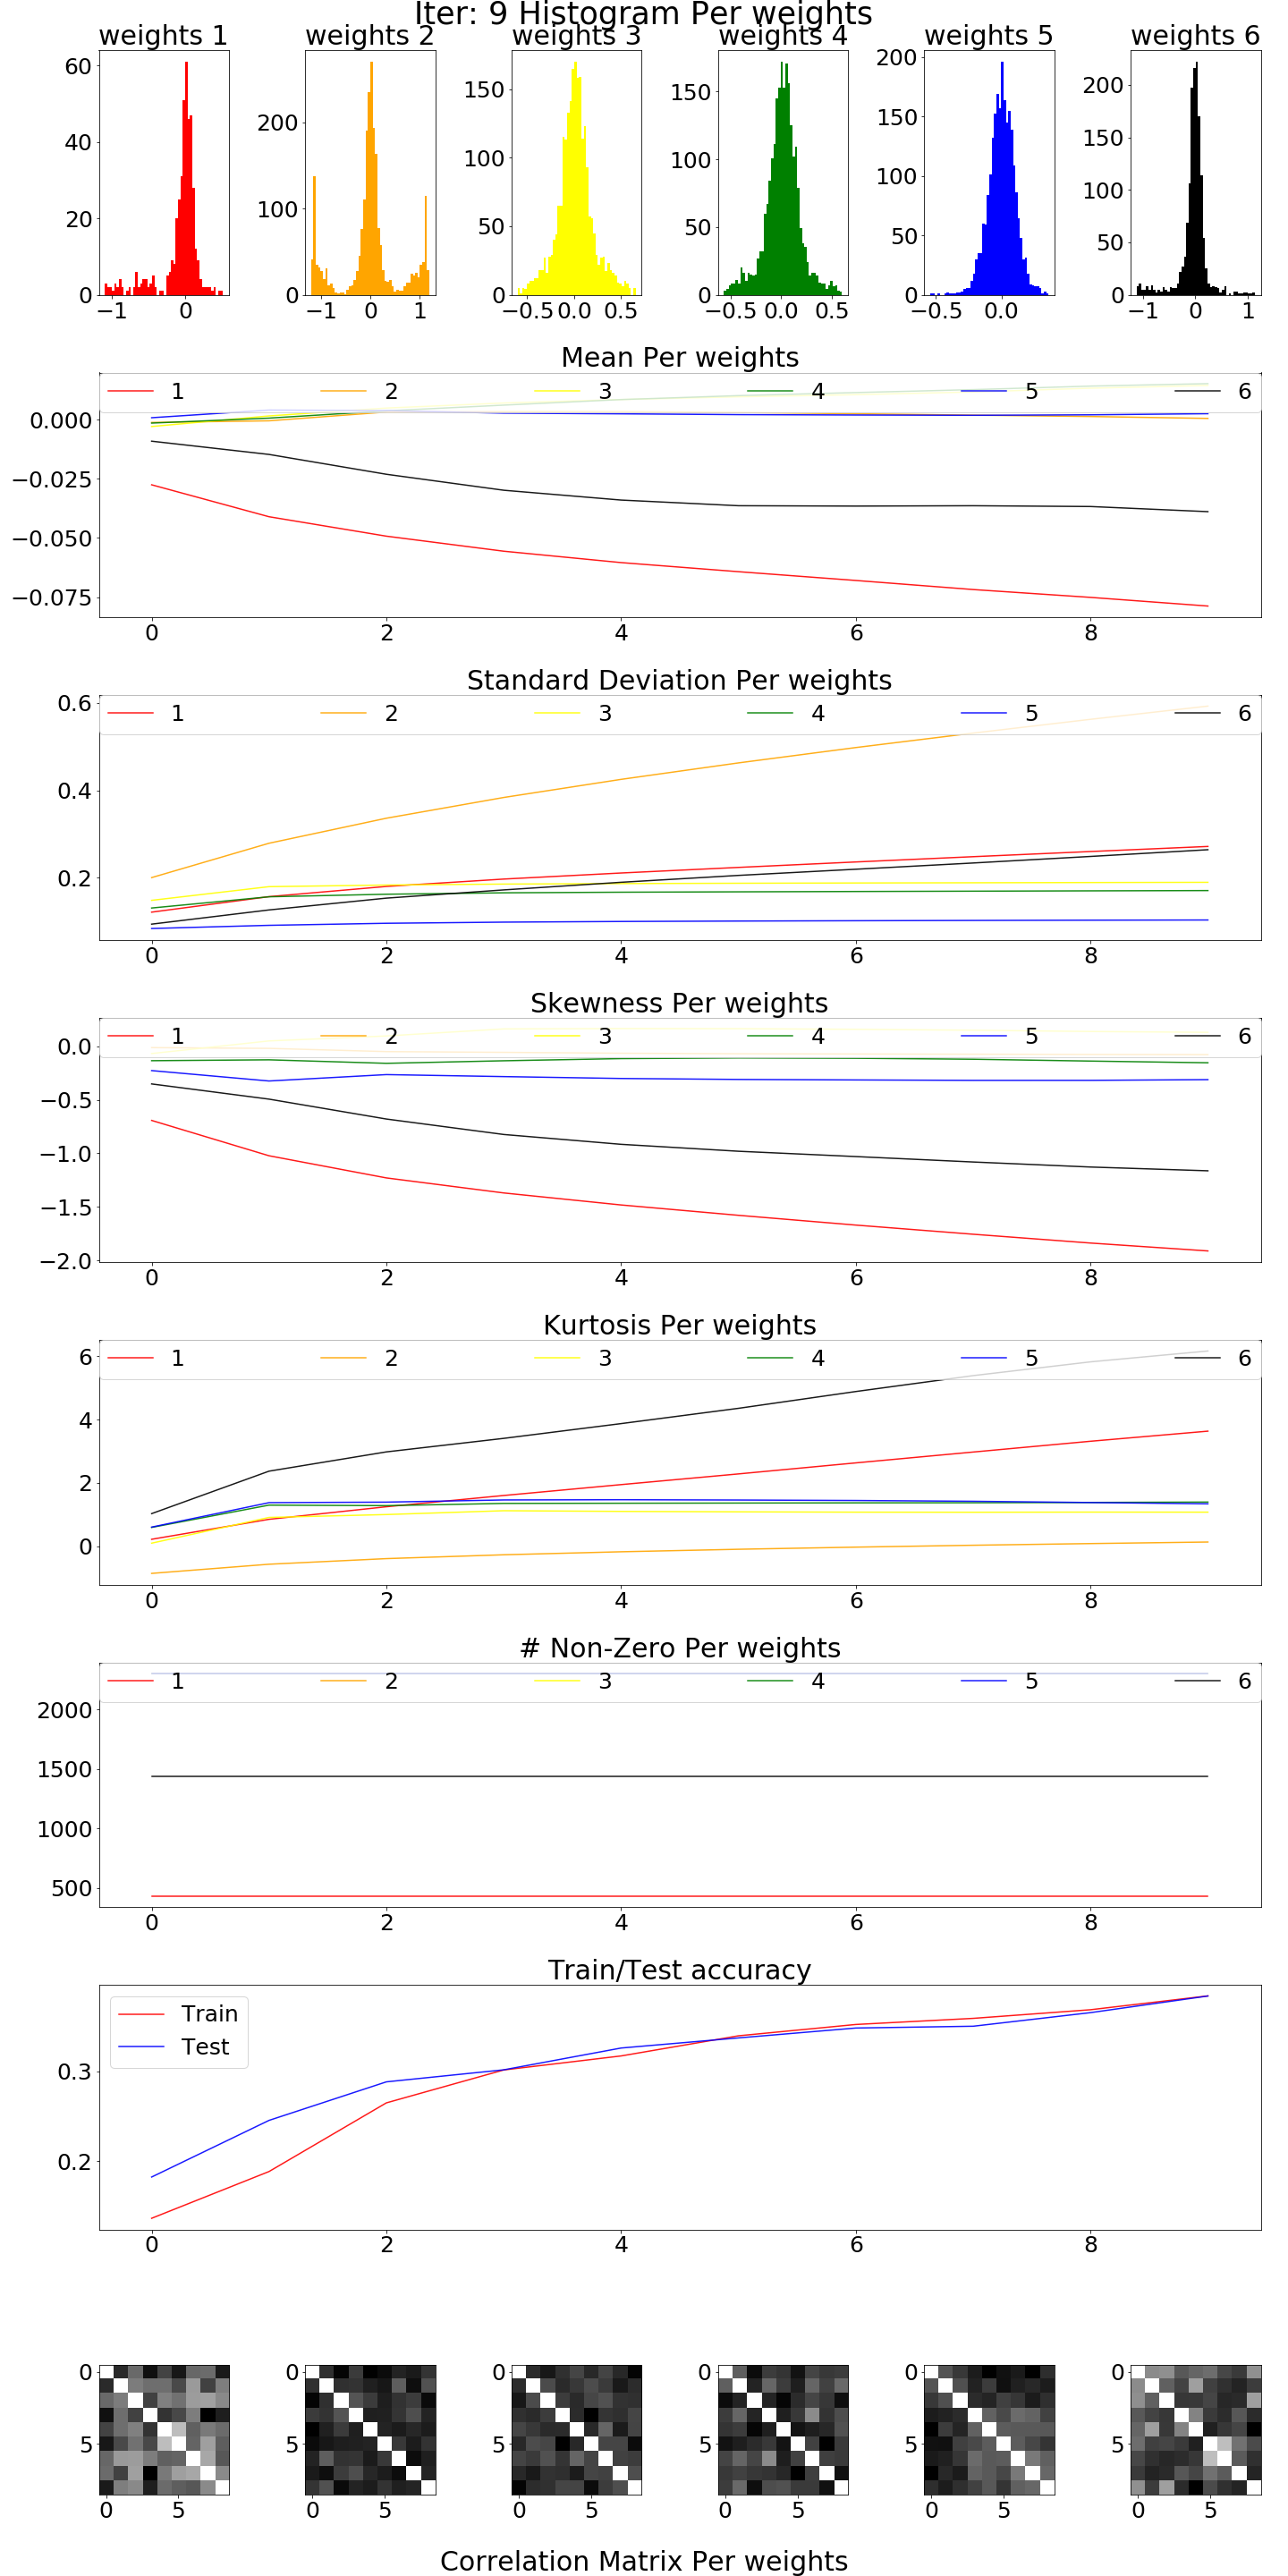 Iter: 9 Histogram Per weights
weights 1 weights 2 weights 3 weights 4 weights 5 weights 6
60
40
20
0
−1 0
200
100
0
−1 0 1
150
100
50
0
−0.5 0.0 0.5
150
100
50
0
−0.5 0.0 0.5
200
150
100
50
0
−0.5 0.0
200
150
100
50
0
−1 0 1
Mean Per weights
1 2 3 4 5 6
0.000
−0.025
−0.050
−0.075
0 2 4 6 8
Standard Deviation Per weights
1 2 3 4 5 6
0.6
0.4
0.2
0 2 4 6 8
Skewness Per weights
1 2 3 4 5 6
0.0
−0.5
−1.0
−1.5
−2.0
0 2 4 6 8
Kurtosis Per weights
1 2 3 4 5 6
6
4
2
0
0 2 4 6 8
# Non-Zero Per weights
1 2 3 4 5 6
2000
1500
1000
500
0 2 4 6 8
Train/Test accuracy
Train
Test
0.3
0.2
0 2 4 6 8
0
5
0 5
0
5
0 5
0
5
0 5
0
5
0 5
0
5
0 5
0
5
0 5
Correlation Matrix Per weights